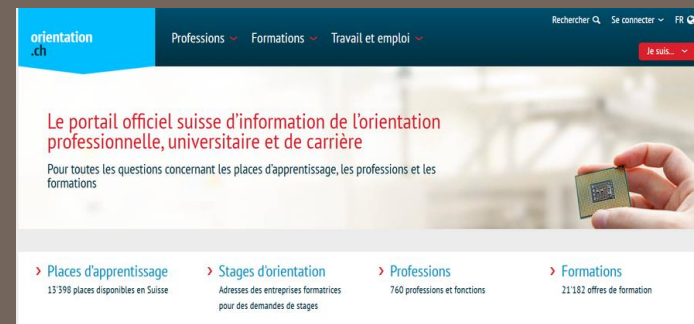 Rechercher Se connecter FR
orientation
.ch
Professions Formations Travail et emploi
Je suis...
Le portail officiel suisse d'information de l'orientation
professionnelle, universitaire et de carrière
Pour toutes les questions concernant les places d'apprentissage, les professions et les
formations
Places d'apprentissage
13'398 places disponibles en Suisse
Stages d'orientation
Adresses des entreprises formatrices
pour des demandes de stages
Professions
760 professions et fonctions
Formations
21'182 offres de formation